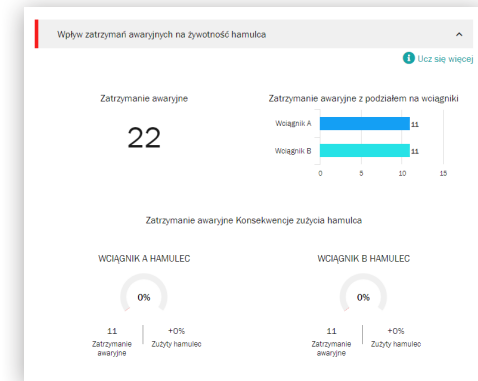 Wpływ zatrzymań awaryjnych na żywotność hamulca
Ucz się więcej
Zatrzymanie awaryjne
22
Zatrzymanie awaryjne z podziałem na wciągniki
Wciągnik A
11
Wciągnik B
11
0 5 10 15
Zatrzymanie awaryjne Konsekwencje zużycia hamulca
WCIĄGNIK A HAMULEC
0%
11
Zatrzymanie
awaryjne
+0%
Zużyty hamulec
WCIĄGNIK B HAMULEC
0%
11
Zatrzymanie
awaryjne
+0%
Zużyty hamulec